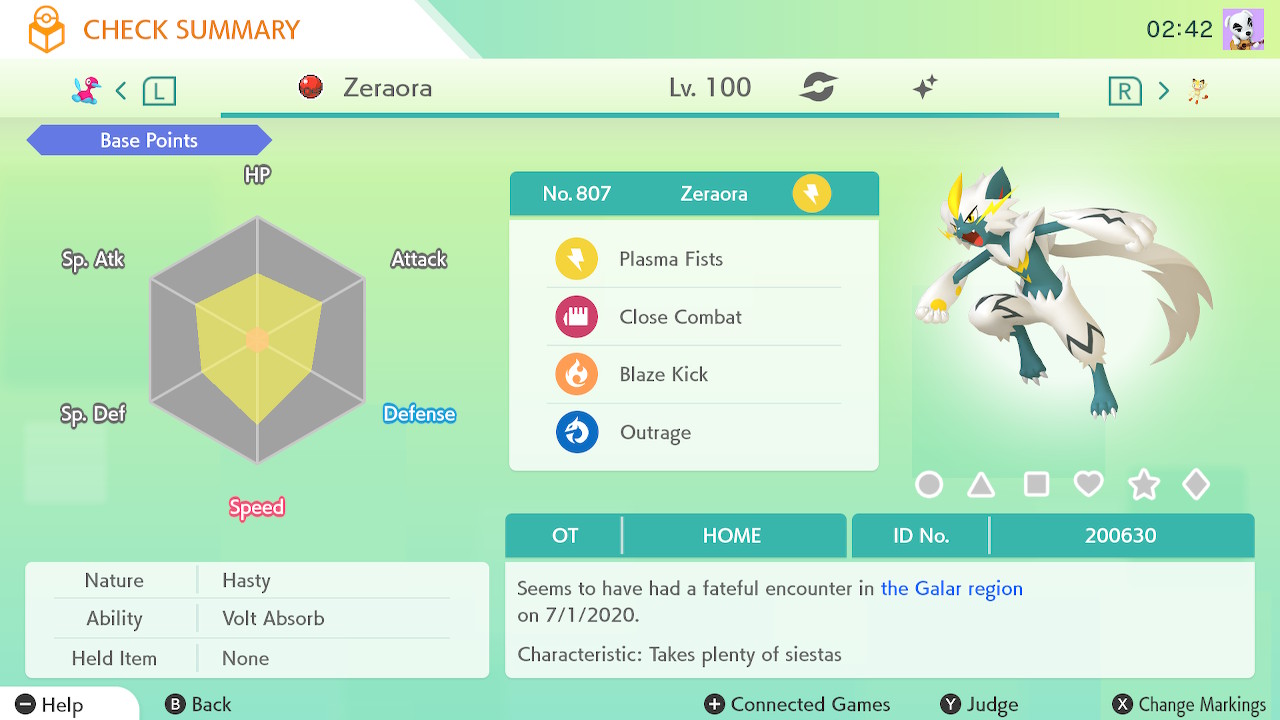 CHECK SUMMARY
02:42
L
Zeraora
Lv. 100
R
Base Points
HP
Sp. Atk
Attack
Sp. Def
Defense
Speed
No. 807 Zeraora
Plasma Fists
Close Combat
Blaze Kick
Outrage
OT HOME ID No. 200630
Nature Hasty
Ability Volt Absorb
Held Item None
Seems to have had a fateful encounter in the Galar region
on 7/1/2020.
Characteristic: Takes plenty of siestas
Help B Back Connected Games Y Judge X Change Markings